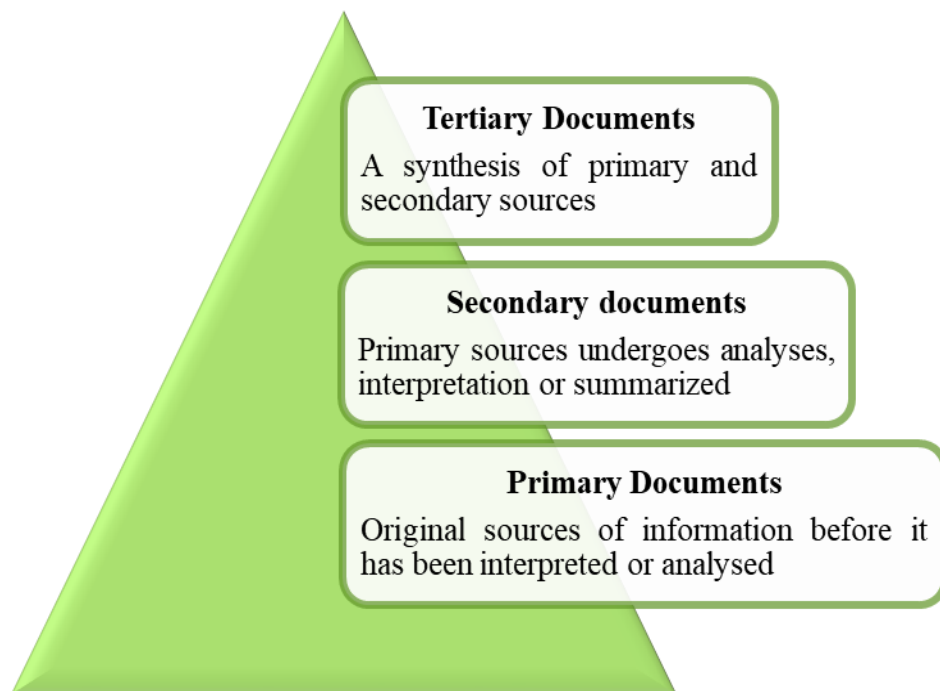 Tertiary Documents
A synthesis of primary and
secondary sources
Secondary documents
Primary sources undergoes analyses,
interpretation or summarized
Primary Documents
Original sources of information before it
has been interpreted or analysed